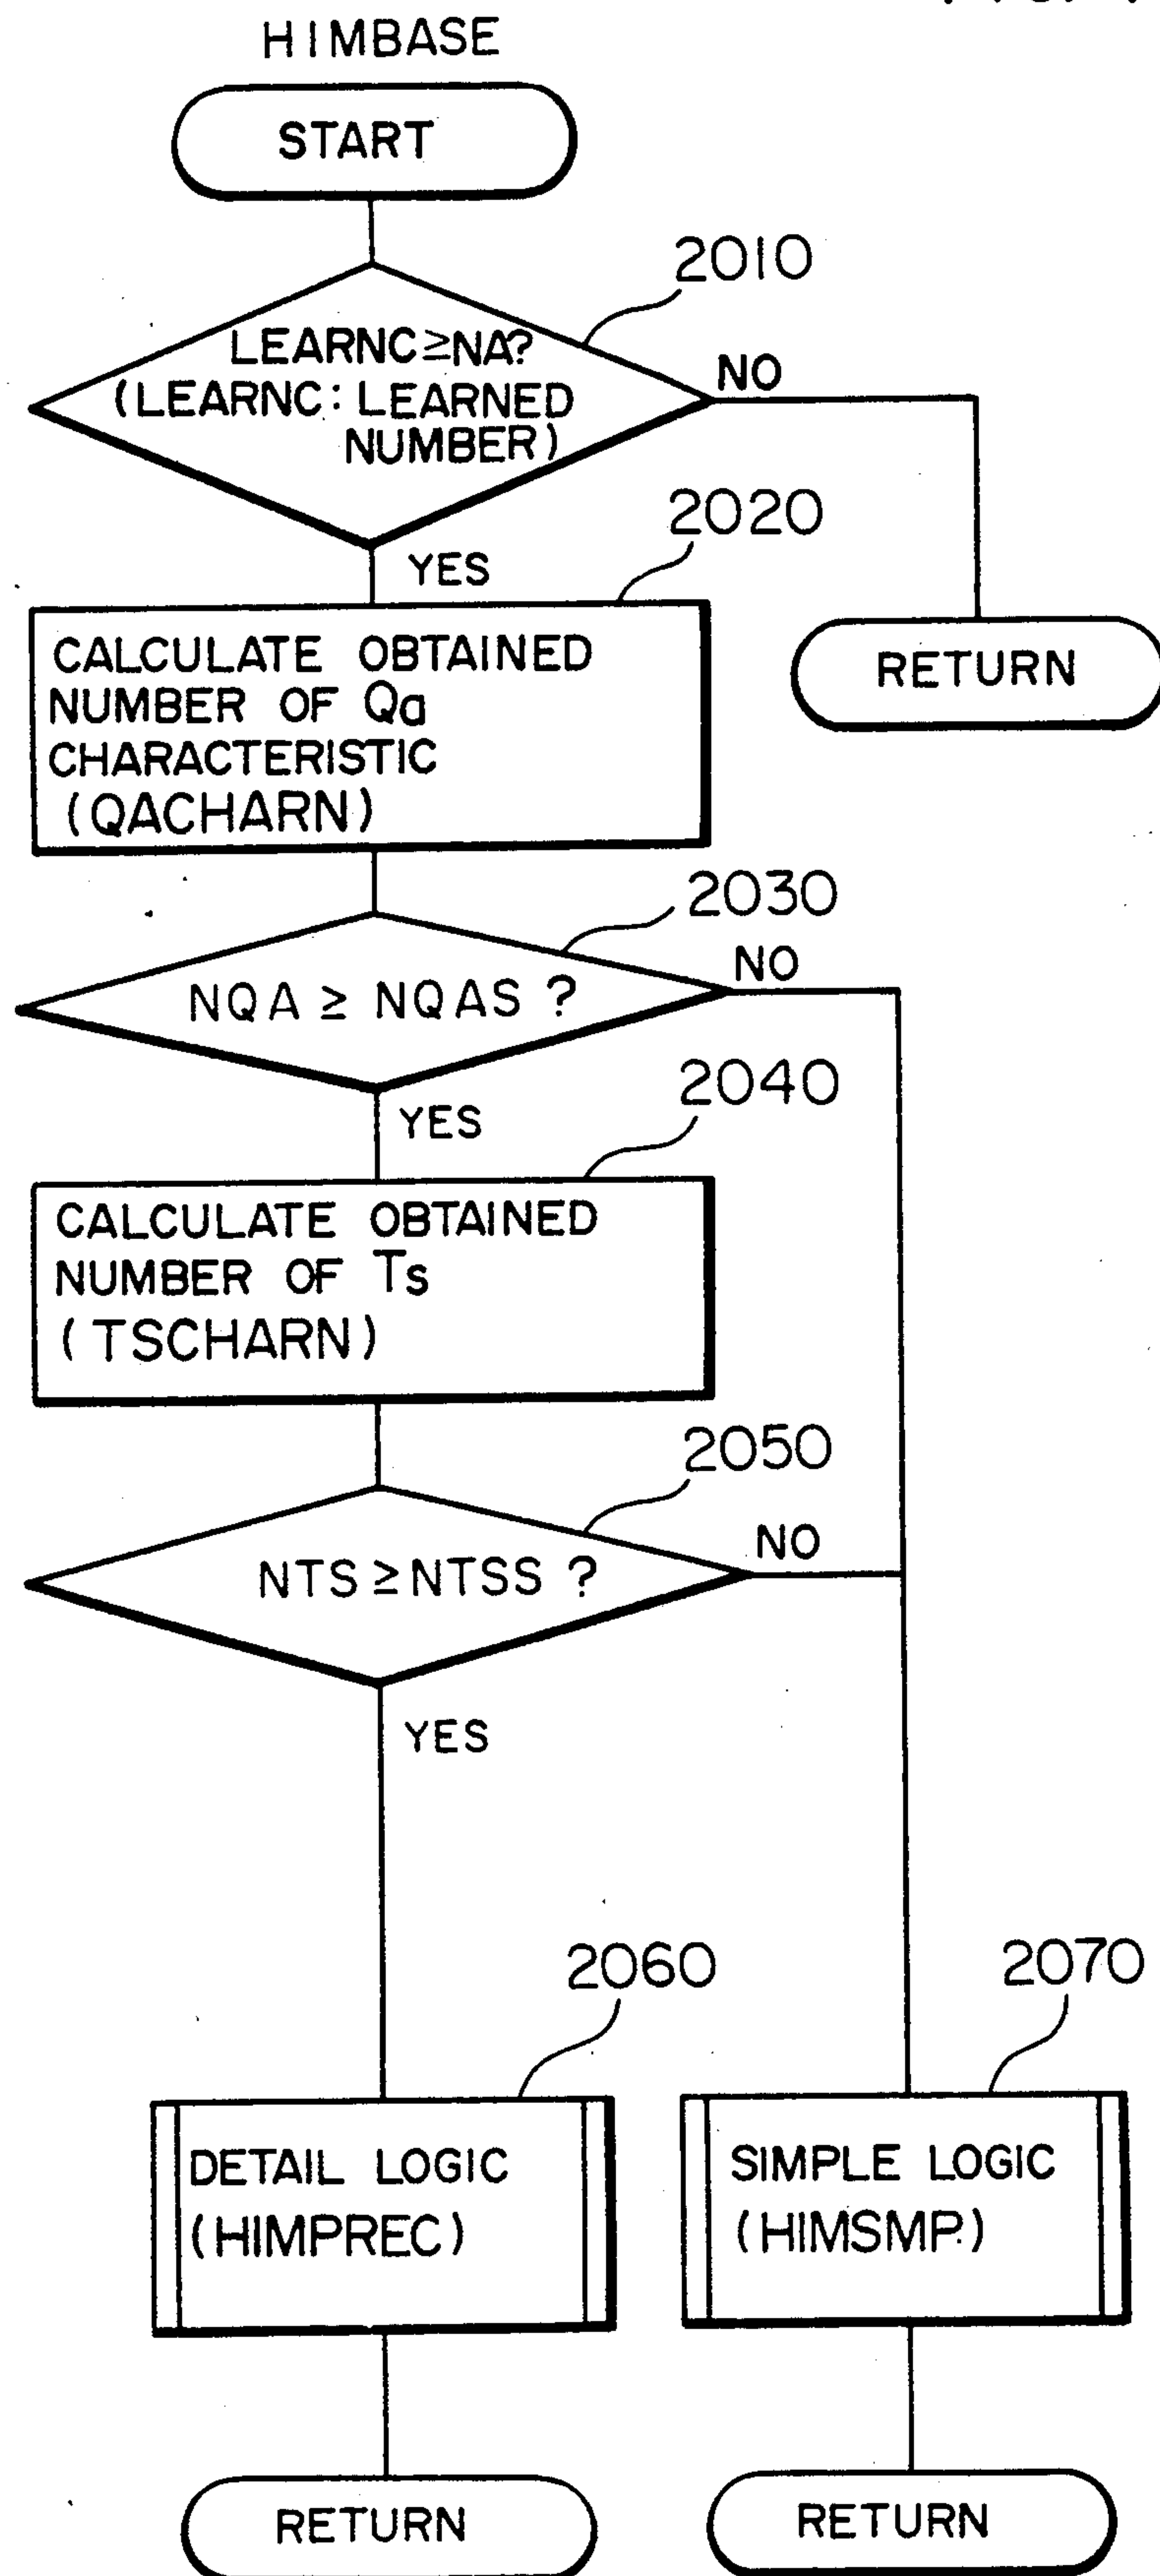 HIMBASE
START
2010
LEARNC≥NA?
(LEARNC: LEARNED
NUMBER)
NO
2020
YES
CALCULATE OBTAINED
NUMBER OF Qa
CHARACTERISTIC
(QACHARN)
RETURN
2030
NQA ≥ NQAS ?
NO
2040
YES
CALCULATE OBTAINED
NUMBER OF Ts
(TSCHARN)
2050
NTS ≥ NTSS ?
NO
YES
2060
2070
DETAIL LOGIC
(HIMPREC)
SIMPLE LOGIC
(HIMSMP.)
RETURN
RETURN